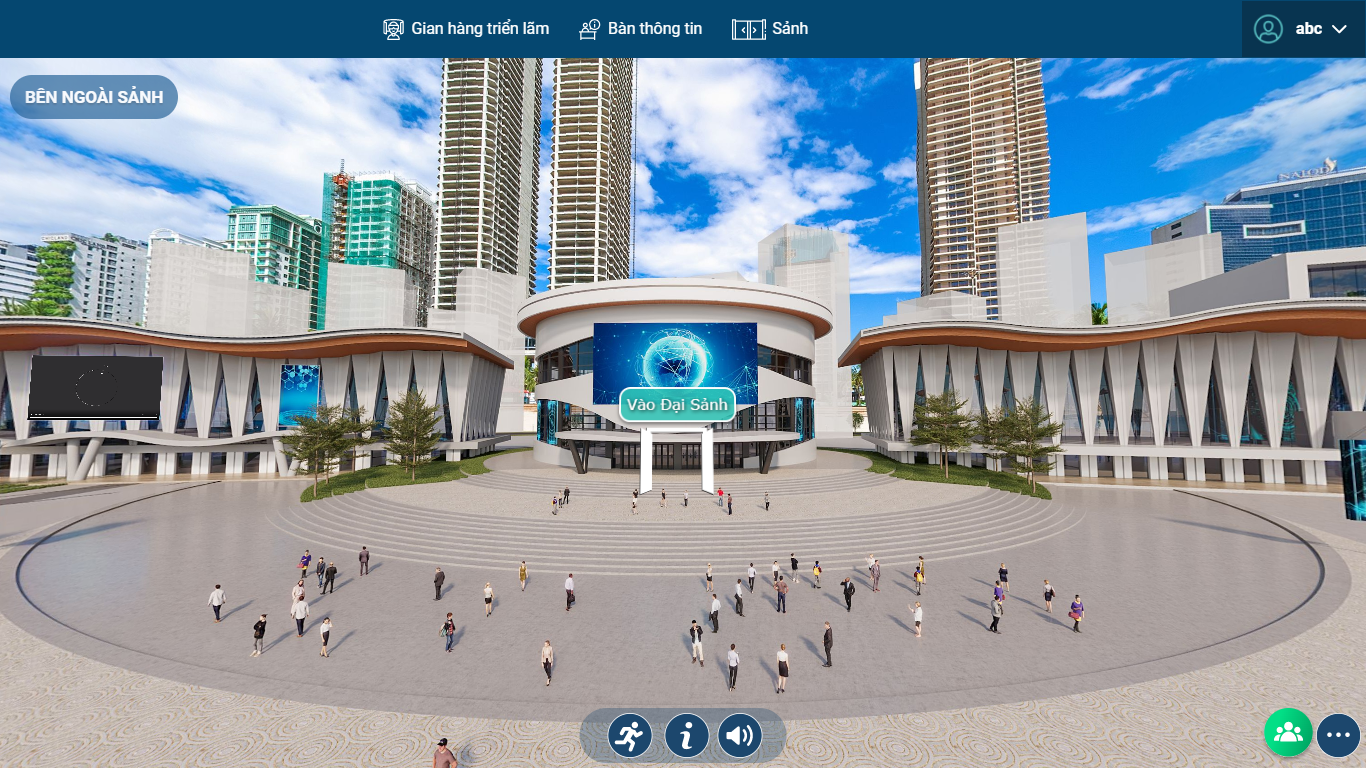 Gian hàng triển lãm
Bàn thông tin
Sảnh
abc
BÊN NGOÀI SẢNH
Vào Đại Sảnh